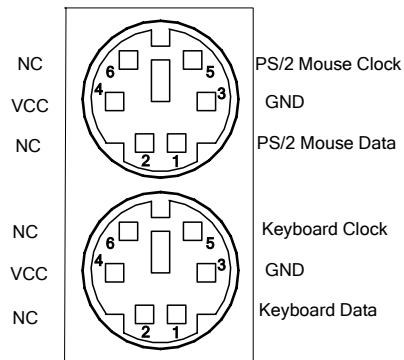 NC 6 5 PS/2 Mouse Clock
VCC 4 3 GND
NC 2 1 PS/2 Mouse Data
NC 6 5 Keyboard Clock
VCC 4 3 GND
NC 2 1 Keyboard Data